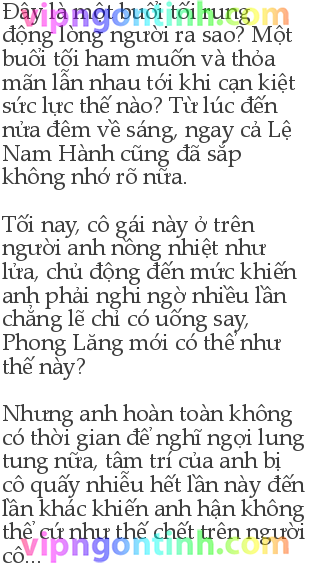 Đây là một buổi tối rung
vipngontinh.com
động lòng người ra sao? Một
buổi tối ham muốn và thỏa
mãn lẫn nhau tới khi cạn kiệt
sức lực thế nào? Từ lúc đến
nửa đêm về sáng, ngay cả Lệ
Nam Hành cũng đã sắp
không nhớ rõ nữa.
Tối nay, cô gái này ở trên
người anh nồng nhiệt như
lửa, chủ động đến mức khiến
anh phải nghi ngờ nhiều lần
chẳng lẽ chỉ có uống say,
Phong Lăng mới có thể như
thế này?
Nhưng anh hoàn toàn không
có thời gian để nghĩ ngợi lung
tung nữa, tâm trí của anh bị
cô quấy nhiễu hết lần này đến
lần khác khiến anh hận không
thể cứ như thế chết trên người
cô...
vipngontinh.com